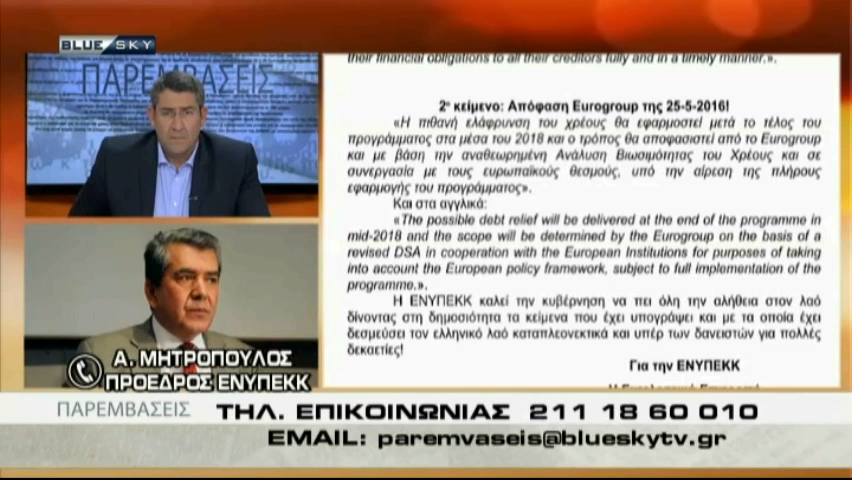 BLUE SKY
ΠΑΡΕΜΒΑΣΕΙΣ
their financial obligations to all their creditors fully and in a timely manner.».
2ο κείμενο: Απόφαση Eurogroup της 25-5-2016!
«Η πιθανή ελάφρυνση του χρέους θα εφαρμοστεί μετά το τέλος του
προγράμματος στα μέσα του 2018 και ο τρόπος θα αποφασιστεί από το Eurogroup
και με βάση την αναθεωρημένη Ανάλυση Βιωσιμότητας του Χρέους και σε
συνεργασία με τους ευρωπαϊκούς θεσμούς, υπό την αίρεση της πλήρους
εφαρμογής του προγράμματος».
Και στα αγγλικά:
«The possible debt relief will be delivered at the end of the programme in
mid-2018 and the scope will be determined by the Eurogroup on the basis of a
revised DSA in cooperation with the European Institutions for purposes of taking
into account the European policy framework, subject to full implementation of the
programme.».
Η ΕΝΥΠΕΚΚ καλεί την κυβέρνηση να πει όλη την αλήθεια στον λαό
δίνοντας στη δημοσιότητα τα κείμενα που έχει υπογράψει και με τα οποία έχει
δεσμεύσει τον ελληνικό λαό καταπλεονεκτικά και υπέρ των δανειστών για πολλές
δεκαετίες!
Για την ΕΝΥΠΕΚΚ
Α. ΜΗΤΡΟΠΟΥΛΟΣ
ΠΡΟΕΔΡΟΣ ΕΝΥΠΕΚΚ
ΠΑΡΕΜΒΑΣΕΙΣ
ΤΗΛ. ΕΠΙΚΟΙΝΩΝΙΑΣ 211 18 60 010
EMAIL: paremvaseis@blueskytv.gr